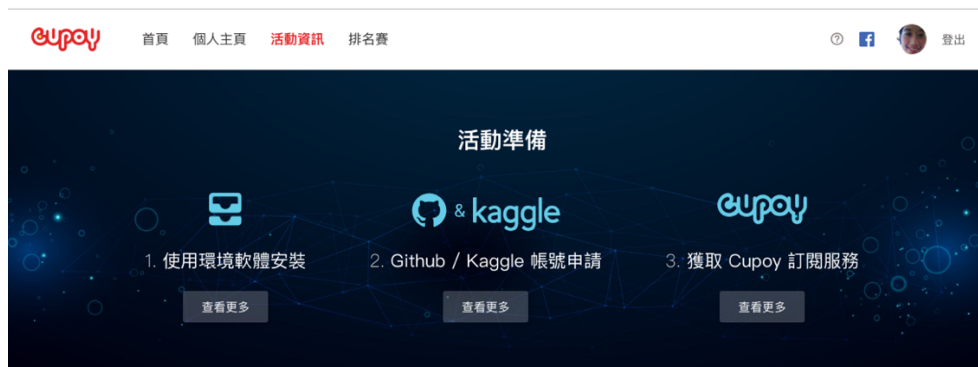 Cupoy 首頁 個人主頁 活動資訊 排名賽 登出
活動準備
& kaggle Cupoy
1. 使用環境軟體安裝 2. Github / Kaggle 帳號申請 3. 獲取 Cupoy 訂閱服務
查看更多 查看更多 查看更多